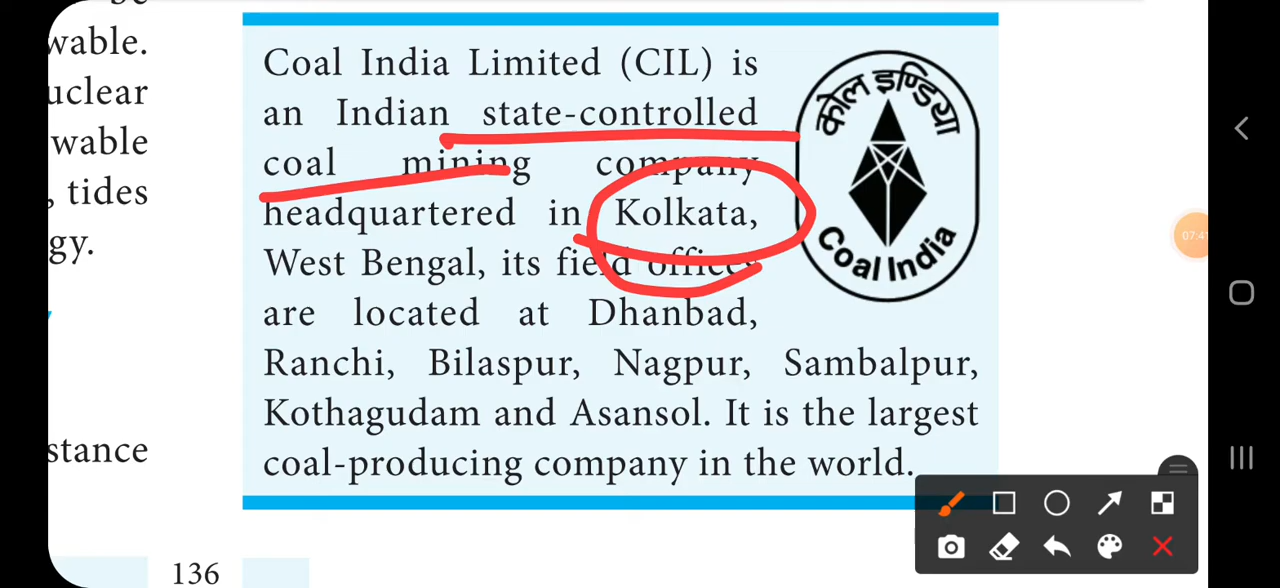 wable.
uclear
wable
, tides
gy.
stance
Coal India Limited (CIL) is
an Indian state-controlled
coal mining company
headquartered in Kolkata,
West Bengal, its field offices
are located at Dhanbad,
Ranchi, Bilaspur, Nagpur, Sambalpur,
Kothagudam and Asansol. It is the largest
coal-producing company in the world.
कोल इण्डिया
Coal India
136
07:41